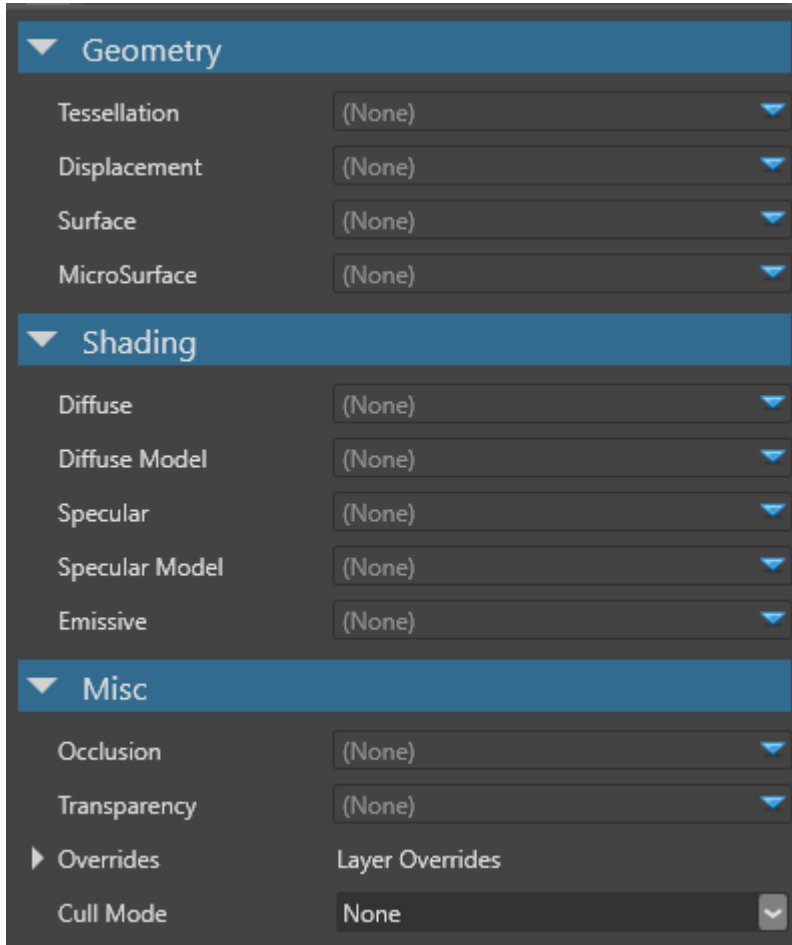 Geometry
Tessellation (None)
Displacement (None)
Surface (None)
MicroSurface (None)
Shading
Diffuse (None)
Diffuse Model (None)
Specular (None)
Specular Model (None)
Emissive (None)
Misc
Occlusion (None)
Transparency (None)
Overrides Layer Overrides
Cull Mode None